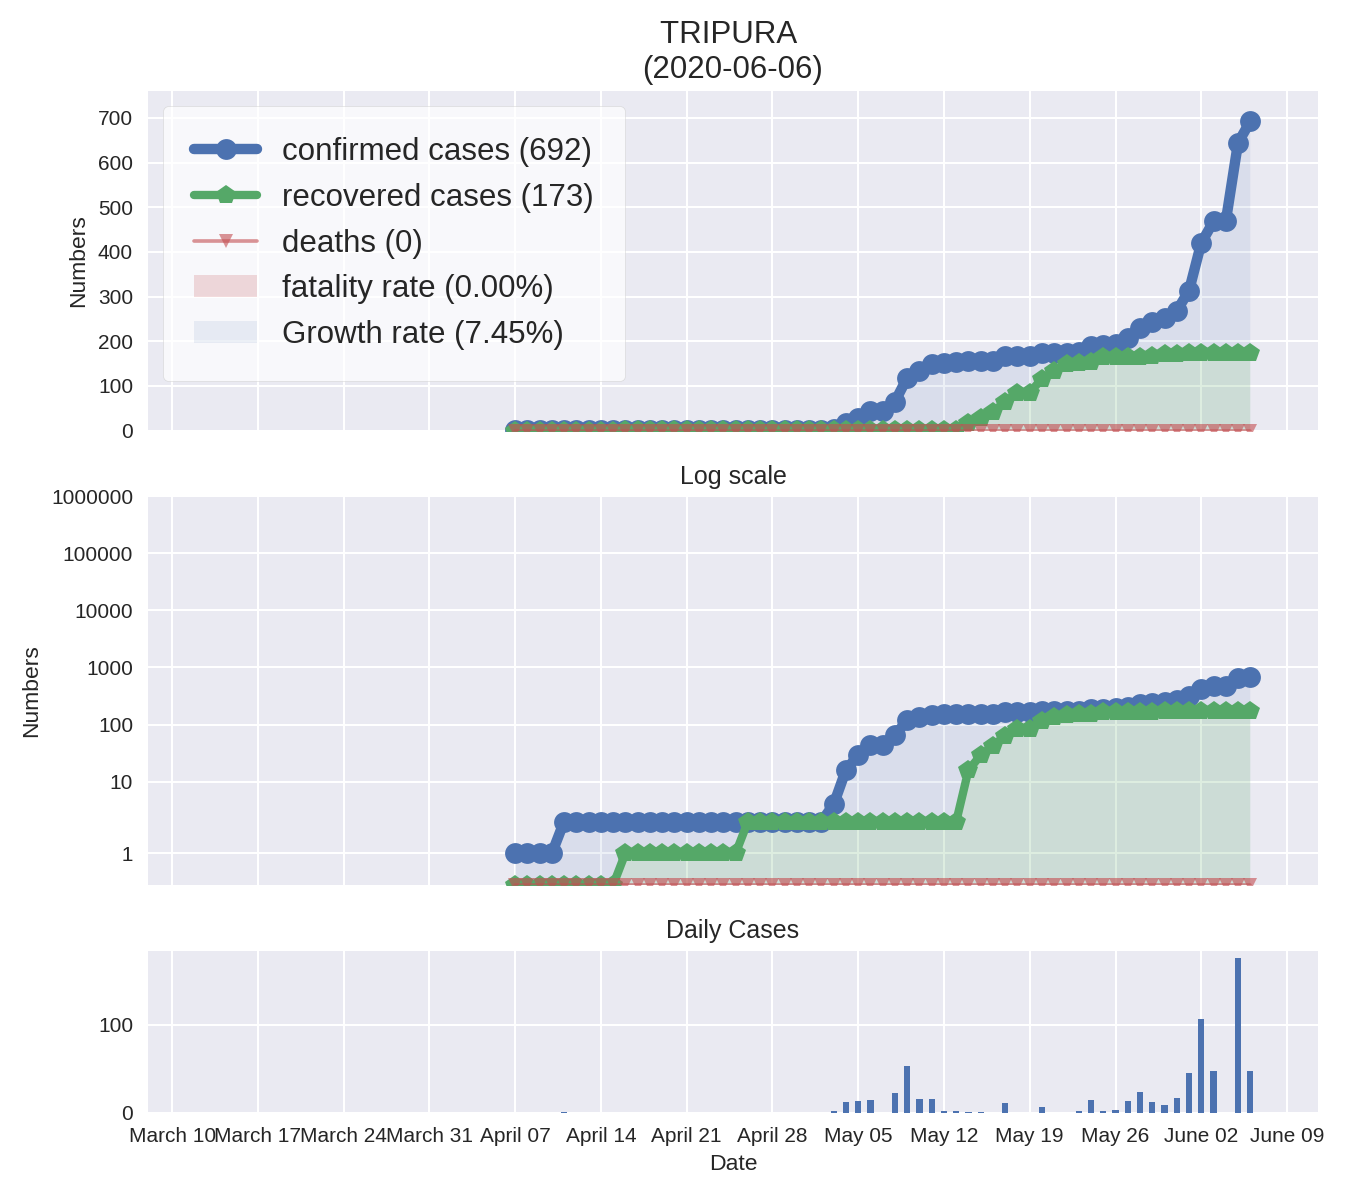 TRIPURA
(2020-06-06)
700
600
500
400
300
200
100
0
Numbers
confirmed cases (692)
recovered cases (173)
deaths (0)
fatality rate (0.00%)
Growth rate (7.45%)
Log scale
1000000
100000
10000
1000
100
10
1
Numbers
Daily Cases
100
0
March 10 March 17 March 24 March 31 April 07 April 14 April 21 April 28 May 05 May 12 May 19 May 26 June 02 June 09
Date